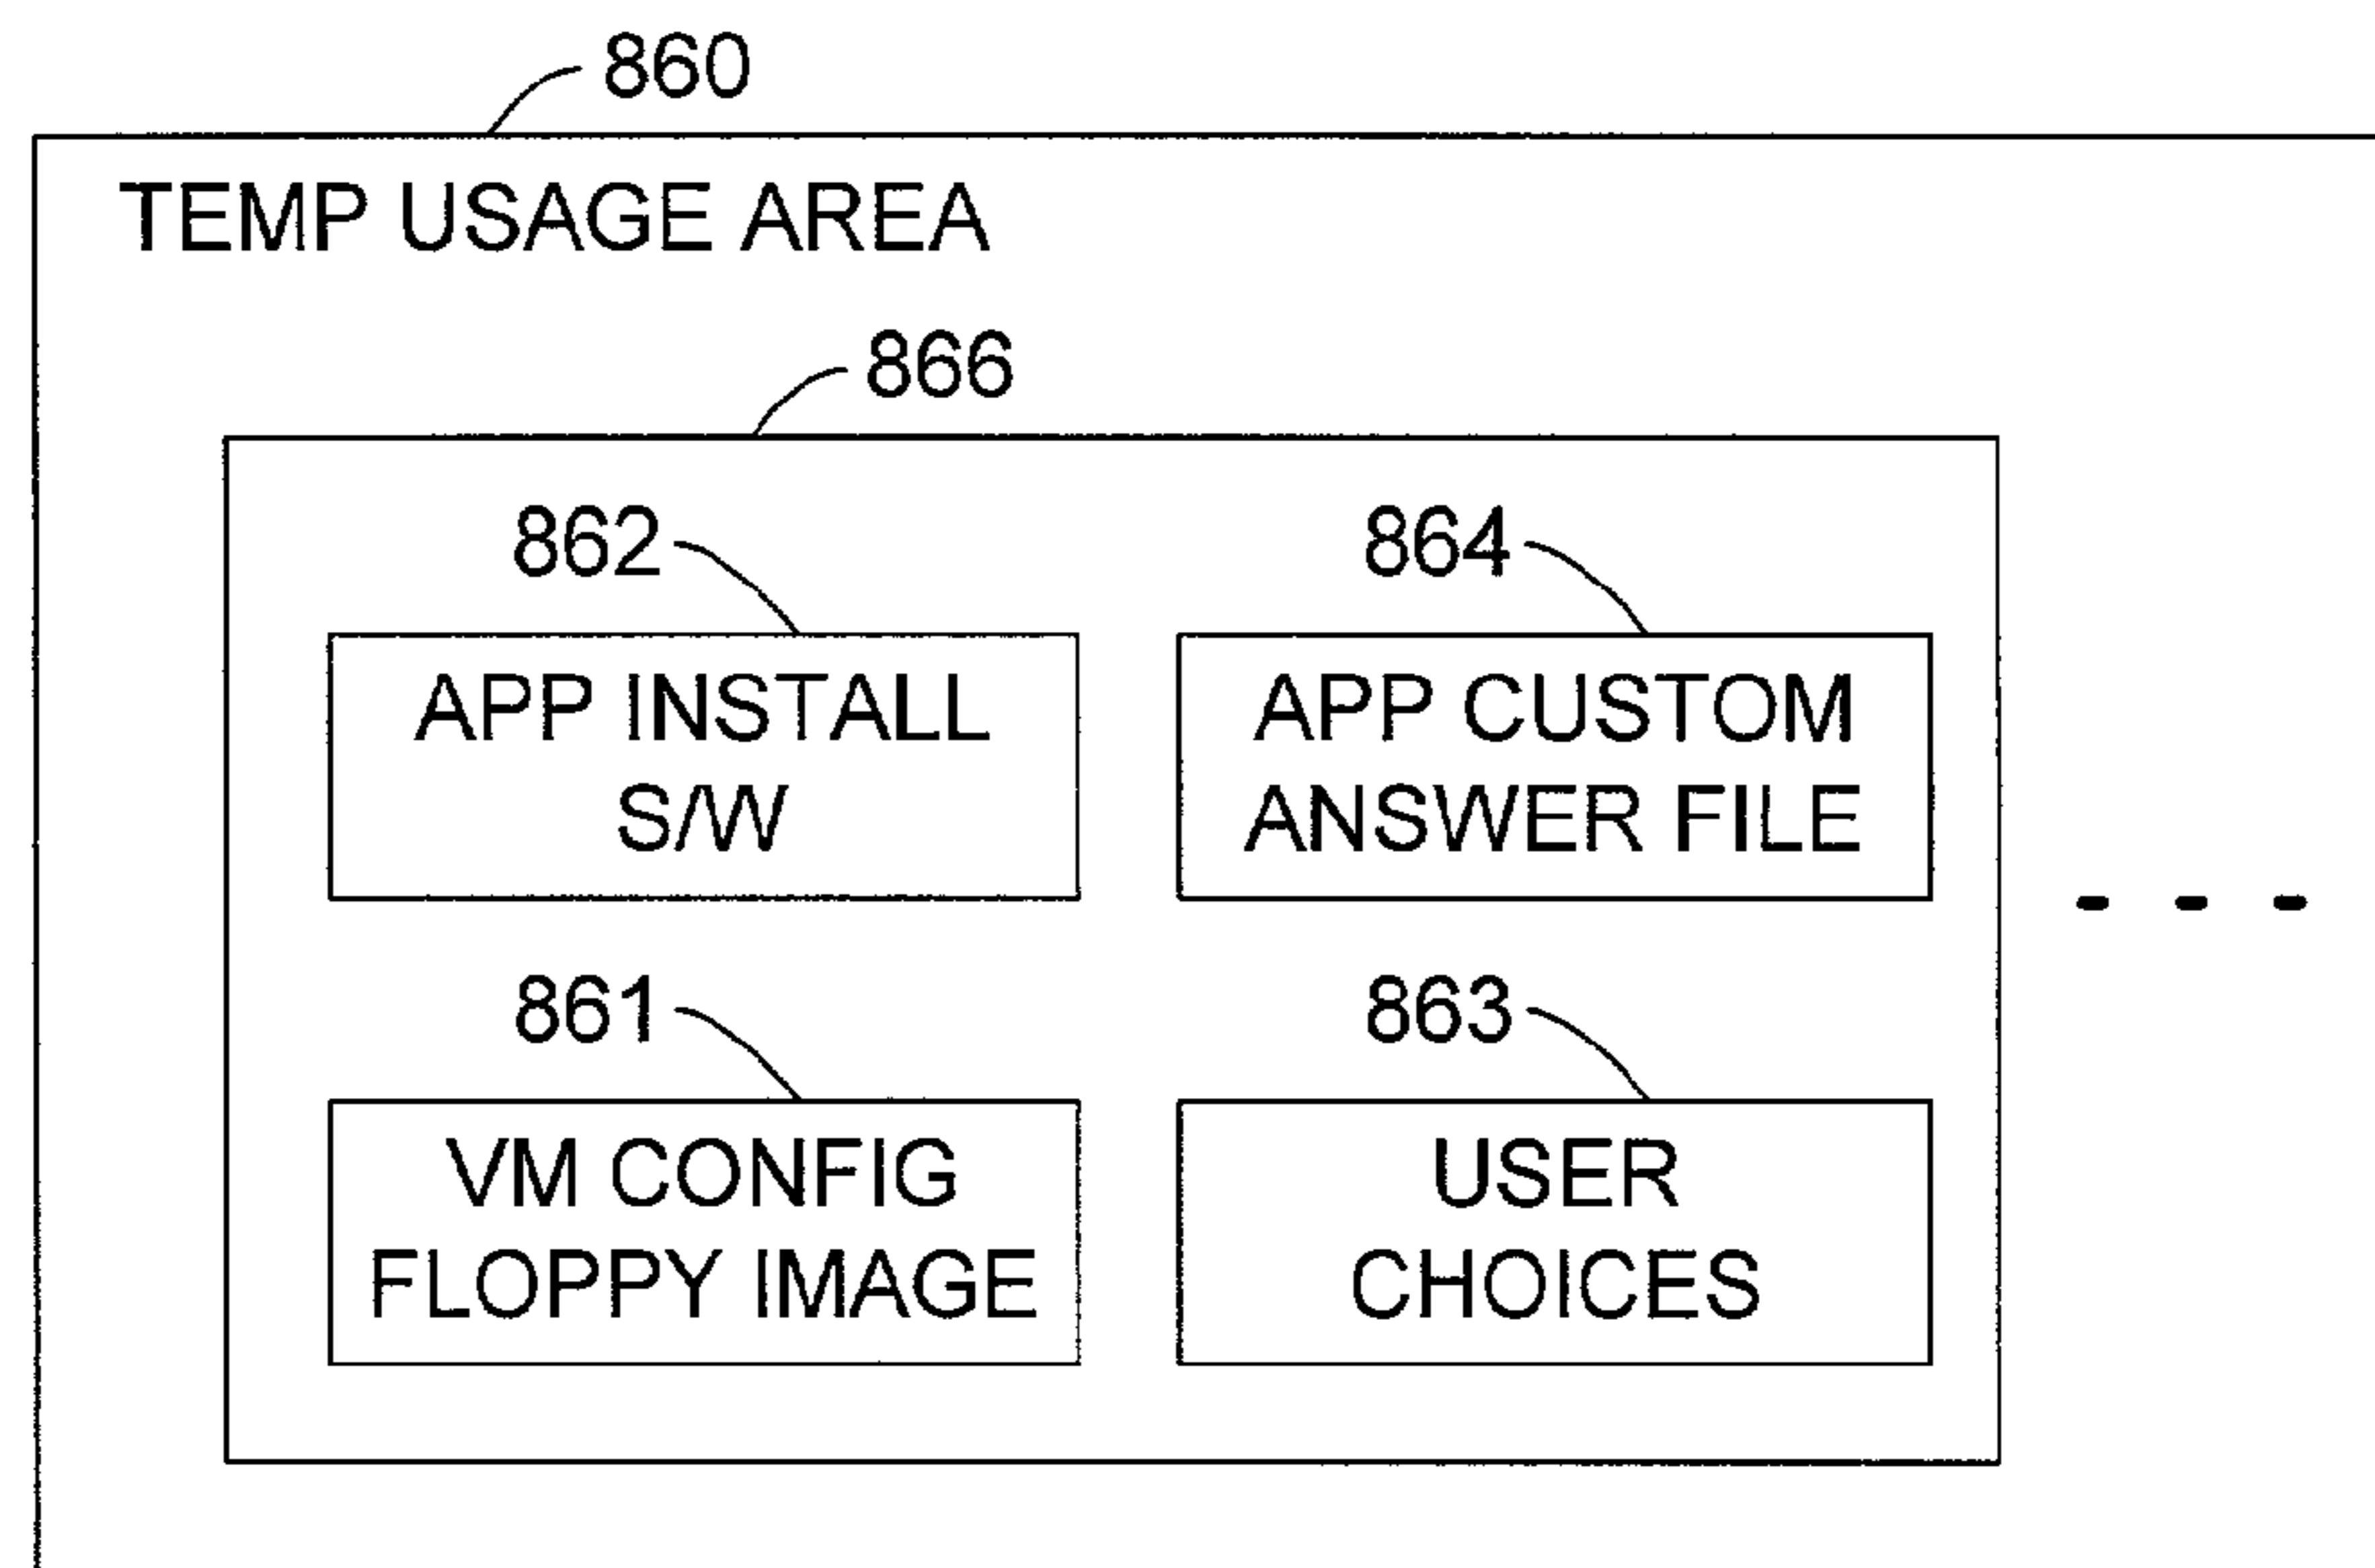 860
TEMP USAGE AREA
866
862
864
APP INSTALL
S/W
APP CUSTOM
ANSWER FILE
861
863
VM CONFIG
FLOPPY IMAGE
USER
CHOICES